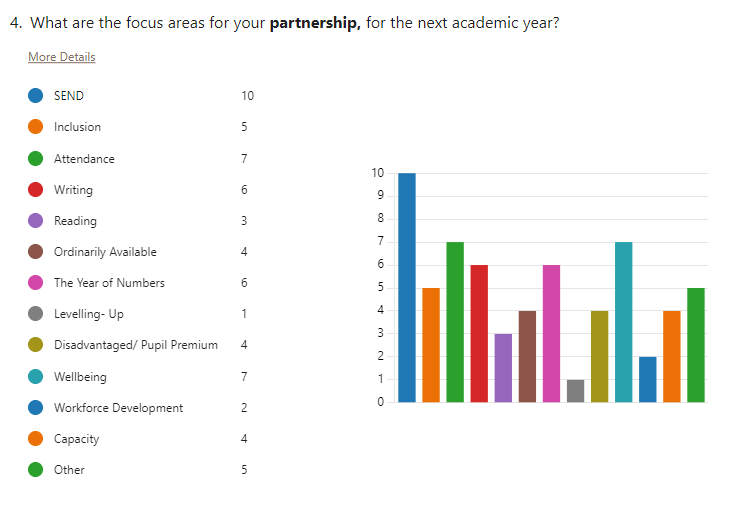 4. What are the focus areas for your partnership, for the next academic year?
More Details
SEND 10
Inclusion 5
Attendance 7
Writing 6
Reading 3
Ordinarily Available 4
The Year of Numbers 6
Levelling- Up 1
Disadvantaged/ Pupil Premium 4
Wellbeing 7
Workforce Development 2
Capacity 4
Other 5
10
9
8
7
6
5
4
3
2
1
0